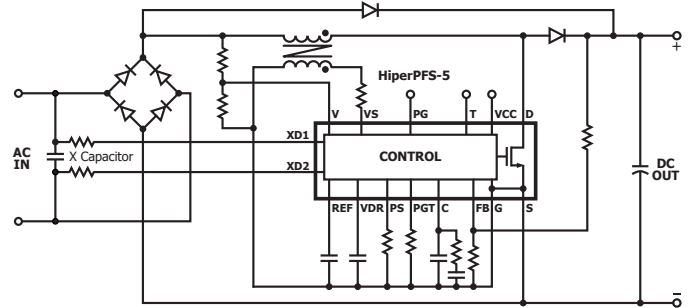 HiperPFS-5
V
VS
PG
T
VCC
D
XD1
XD2
CONTROL
AC
IN
X Capacitor
+
DC
OUT
REF
VDR
PS
PGT
C
FB
G
S
−